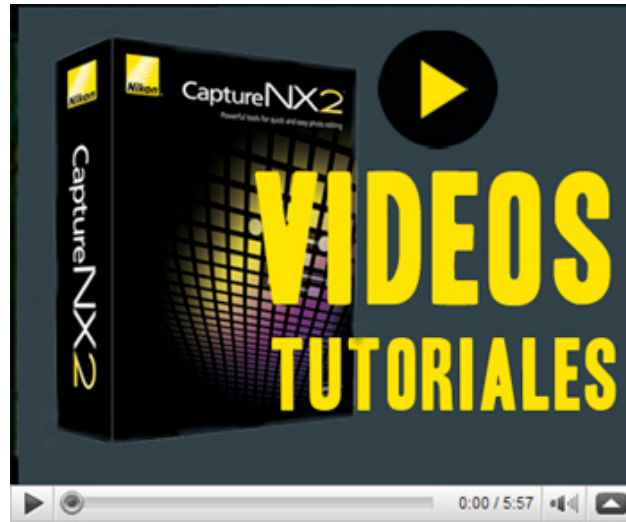 Nikon
Nikon
CaptureNX2
Powerful tools for quick and easy photo editing
CaptureNX2
VIDEOS
TUTORIALES
0:00 / 5:57